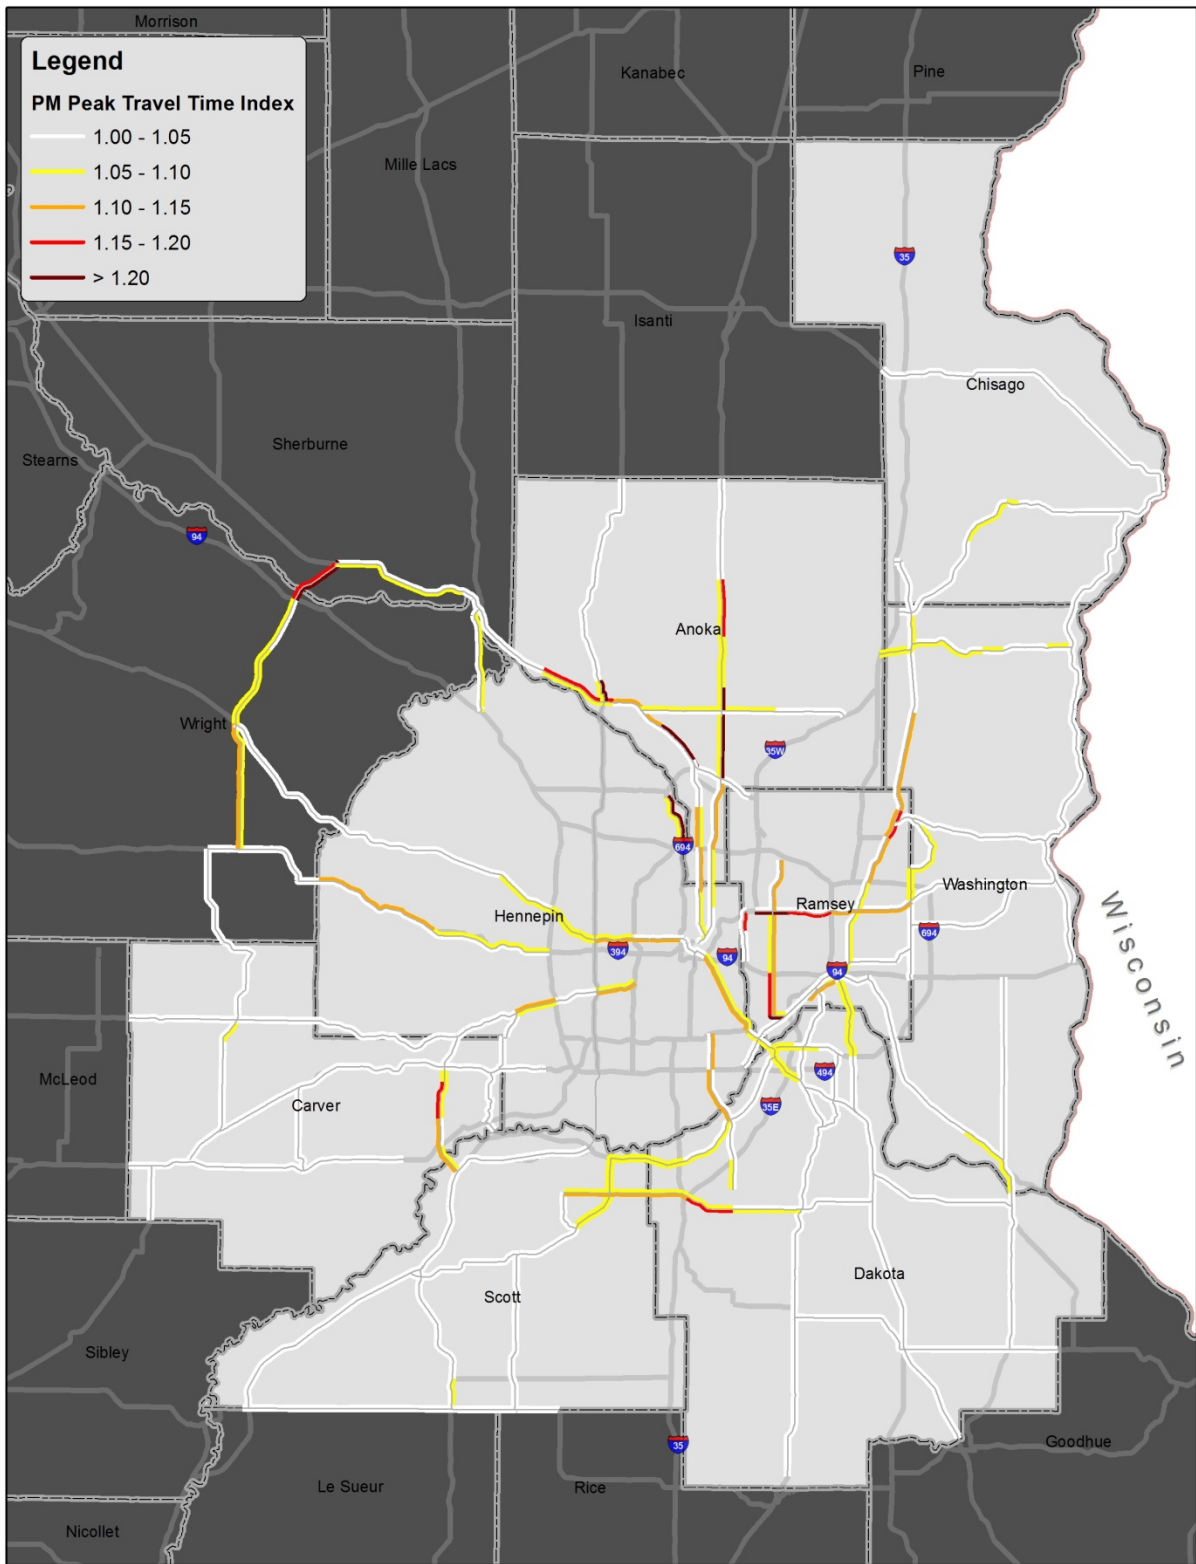 Morrison
Legend
PM Peak Travel Time Index
1.00 - 1.05
1.05 - 1.10
1.10 - 1.15
1.15 - 1.20
> 1.20
Kanabec
Pine
Mille Lacs
35
Isanti
Chisago
Sherburne
Stearns
94
Anoka
Wright
35W
694
Washington
Ramsey
Hennepin
694
394
94
94
Wisconsin
McLeod
494
Carver
35E
Dakota
Scott
Sibley
35
Goodhue
Le Sueur
Rice
Nicollet